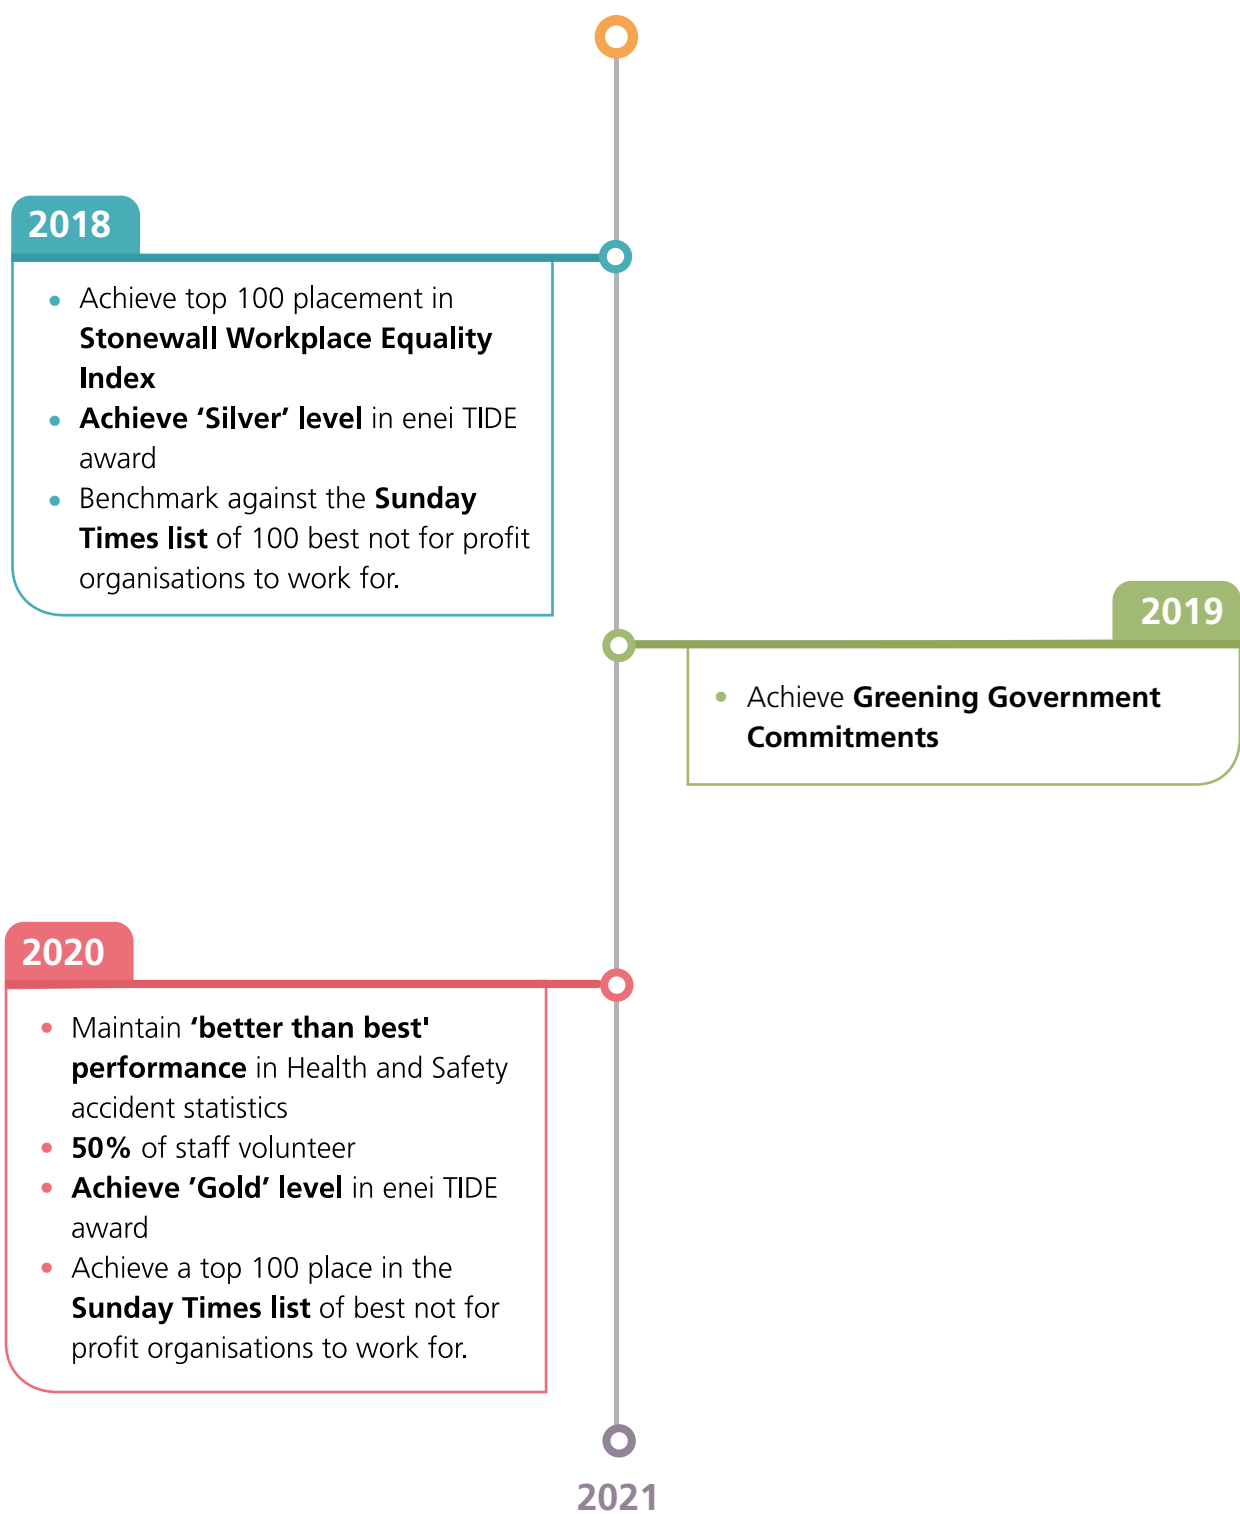 2018
• Achieve top 100 placement in
Stonewall Workplace Equality
Index
• Achieve ‘Silver’ level in enei TIDE
award
• Benchmark against the Sunday
Times list of 100 best not for profit
organisations to work for.
2019
• Achieve Greening Government
Commitments
2020
• Maintain ‘better than best'
performance in Health and Safety
accident statistics
• 50% of staff volunteer
• Achieve ’Gold’ level in enei TIDE
award
• Achieve a top 100 place in the
Sunday Times list of best not for
profit organisations to work for.
2021